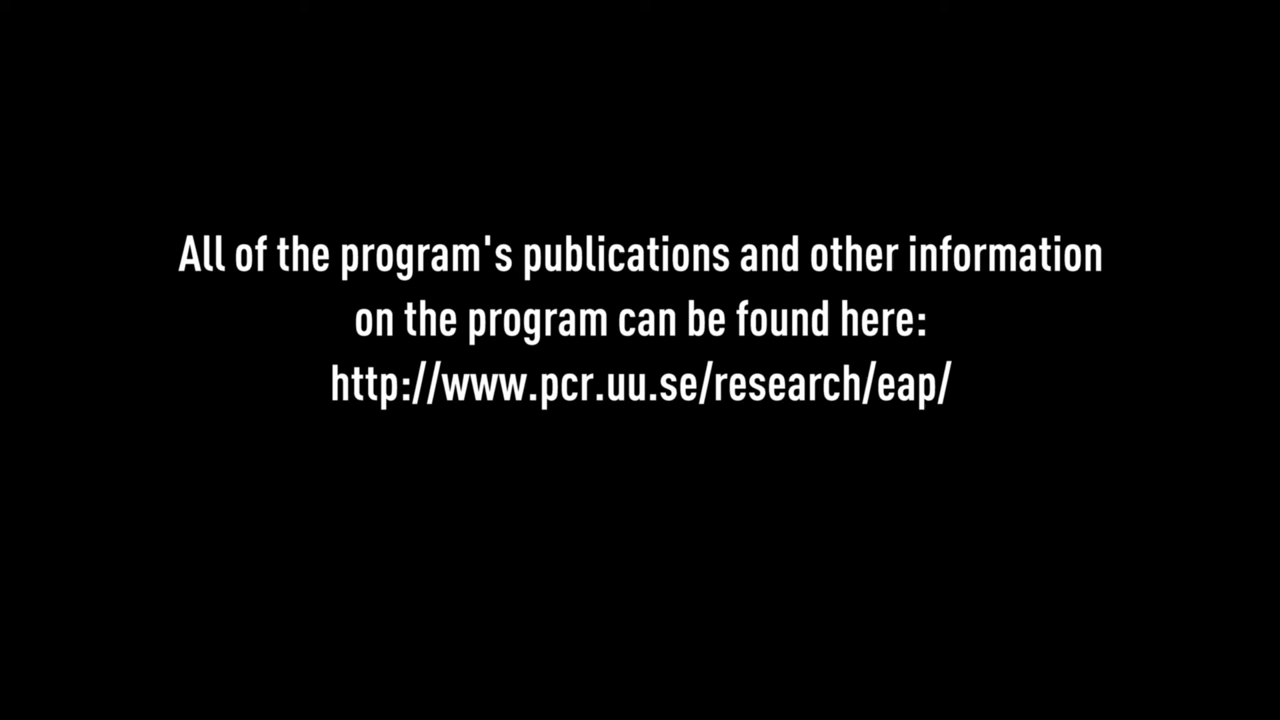 All of the program's publications and other information
on the program can be found here:
http://www.pcr.uu.se/research/eap/